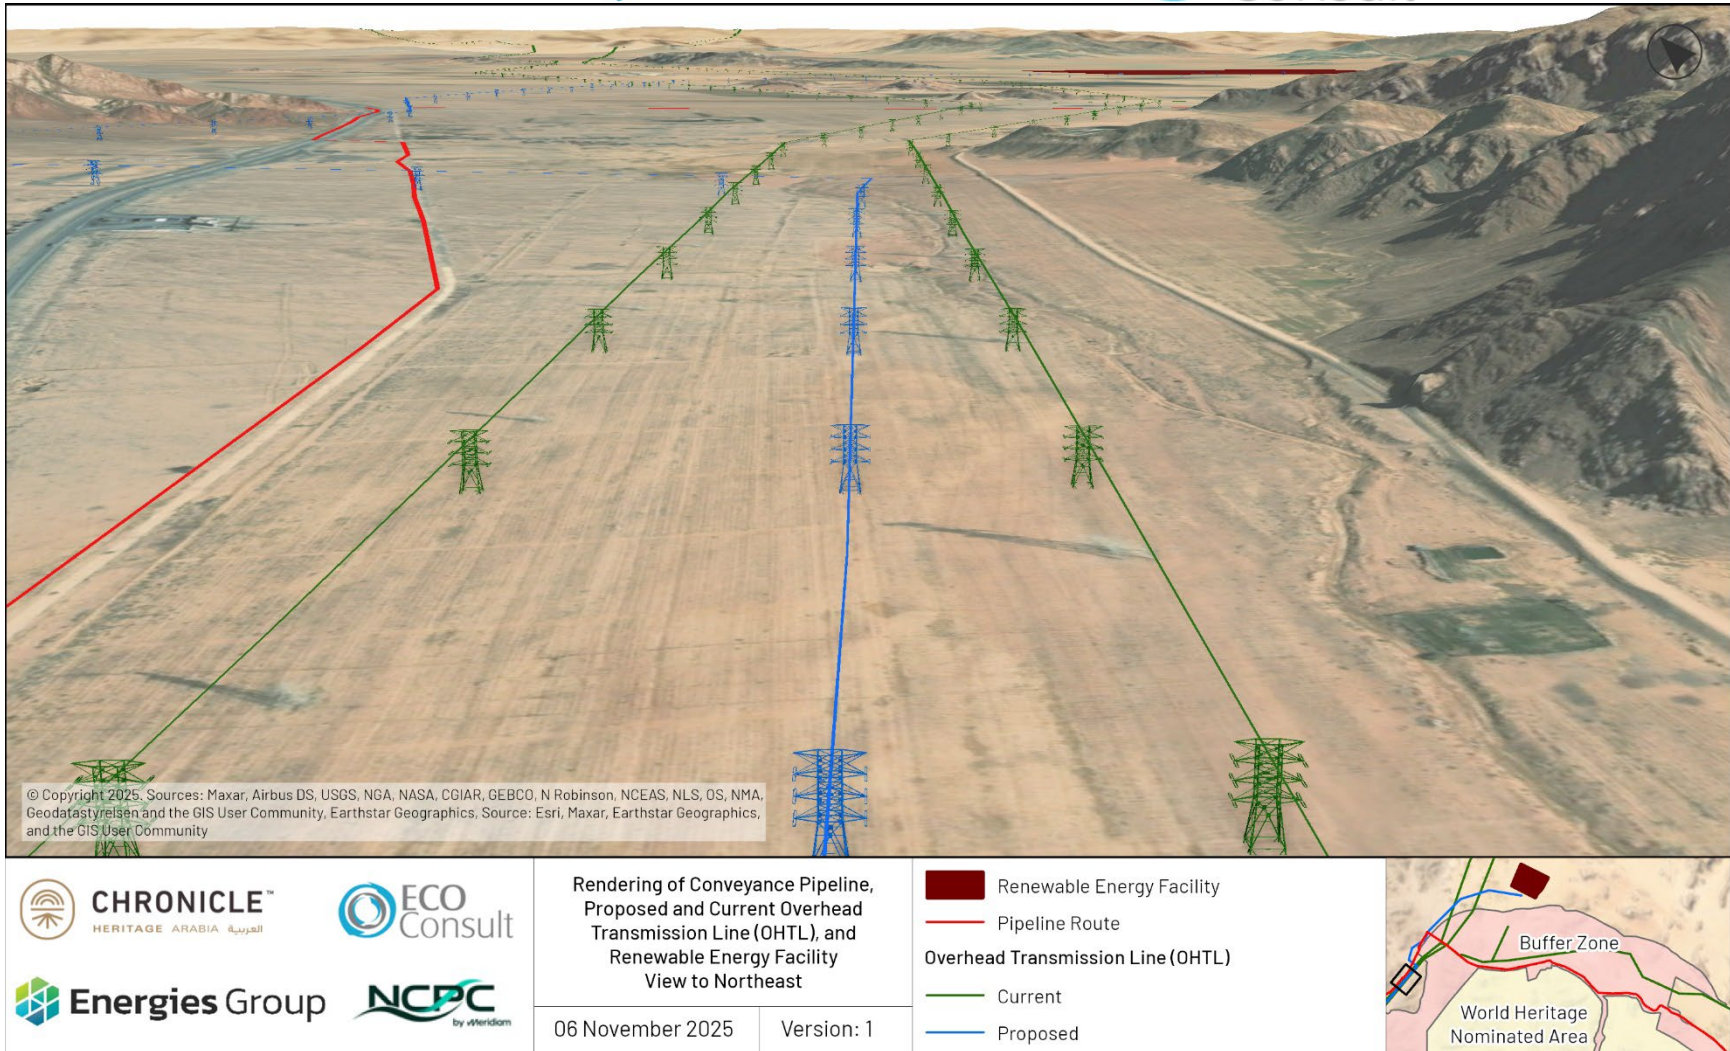 © Copyright 2025, Sources: Maxar, Airbus DS, USGS, NGA, NASA, CGIAR, GEBCO, N Robinson, NCEAS, NLS, OS, NMA,
Geodatastyrelsen and the GIS User Community, Earthstar Geographics, Source: Esri, Maxar, Earthstar Geographics,
and the GIS User Community
CHRONICLE™
HERITAGE ARABIA العربية
ECO
Consult
Energies Group
NCPC
by Meridiam
Rendering of Conveyance Pipeline,
Proposed and Current Overhead
Transmission Line (OHTL), and
Renewable Energy Facility
View to Northeast
06 November 2025
Version: 1
Renewable Energy Facility
Pipeline Route
Overhead Transmission Line (OHTL)
Current
Proposed
Buffer Zone
World Heritage
Nominated Area